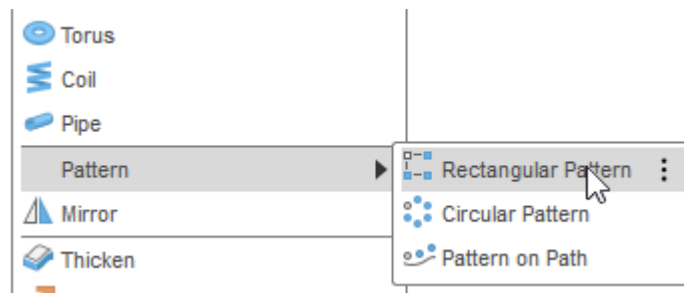 Torus
Coil
Pipe
Pattern
Rectangular Pattern
Mirror
Circular Pattern
Thicken
Pattern on Path